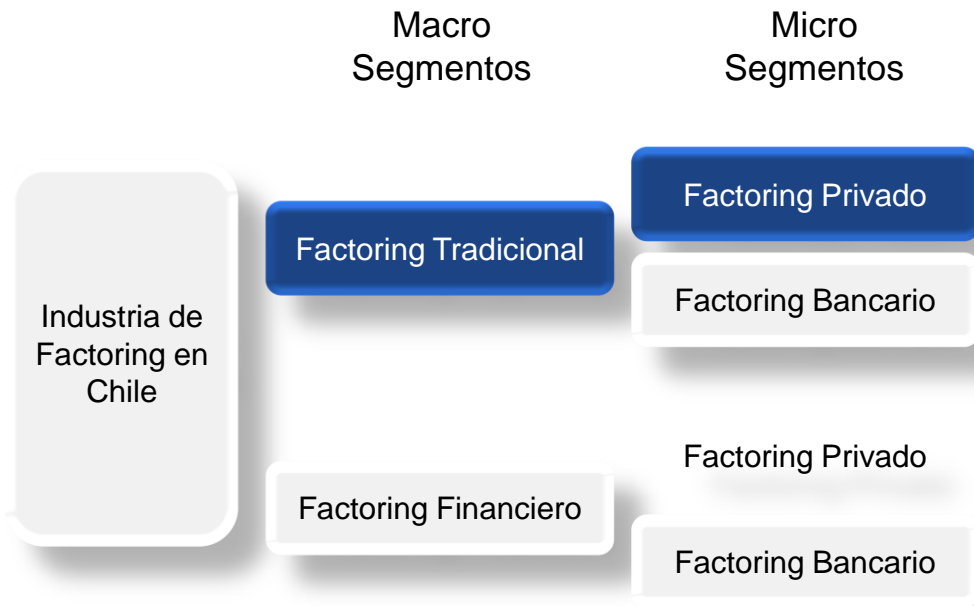 Macro
Segmentos
Micro
Segmentos
Industria de
Factoring en
Chile
Factoring Tradicional
Factoring Privado
Factoring Bancario
Factoring Financiero
Factoring Privado
Factoring Bancario